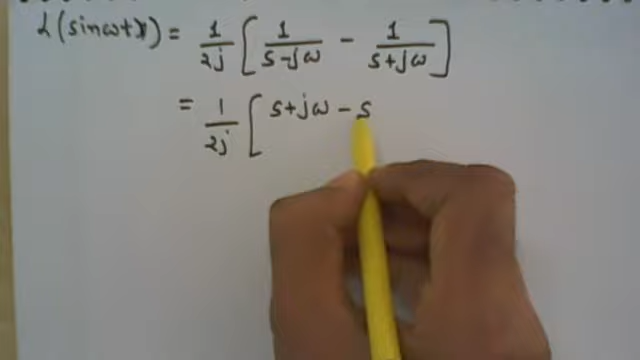 L(sinωt) = 1/2j [ 1/s-jω - 1/s+jω ]
= 1/2j [ s+jω - s